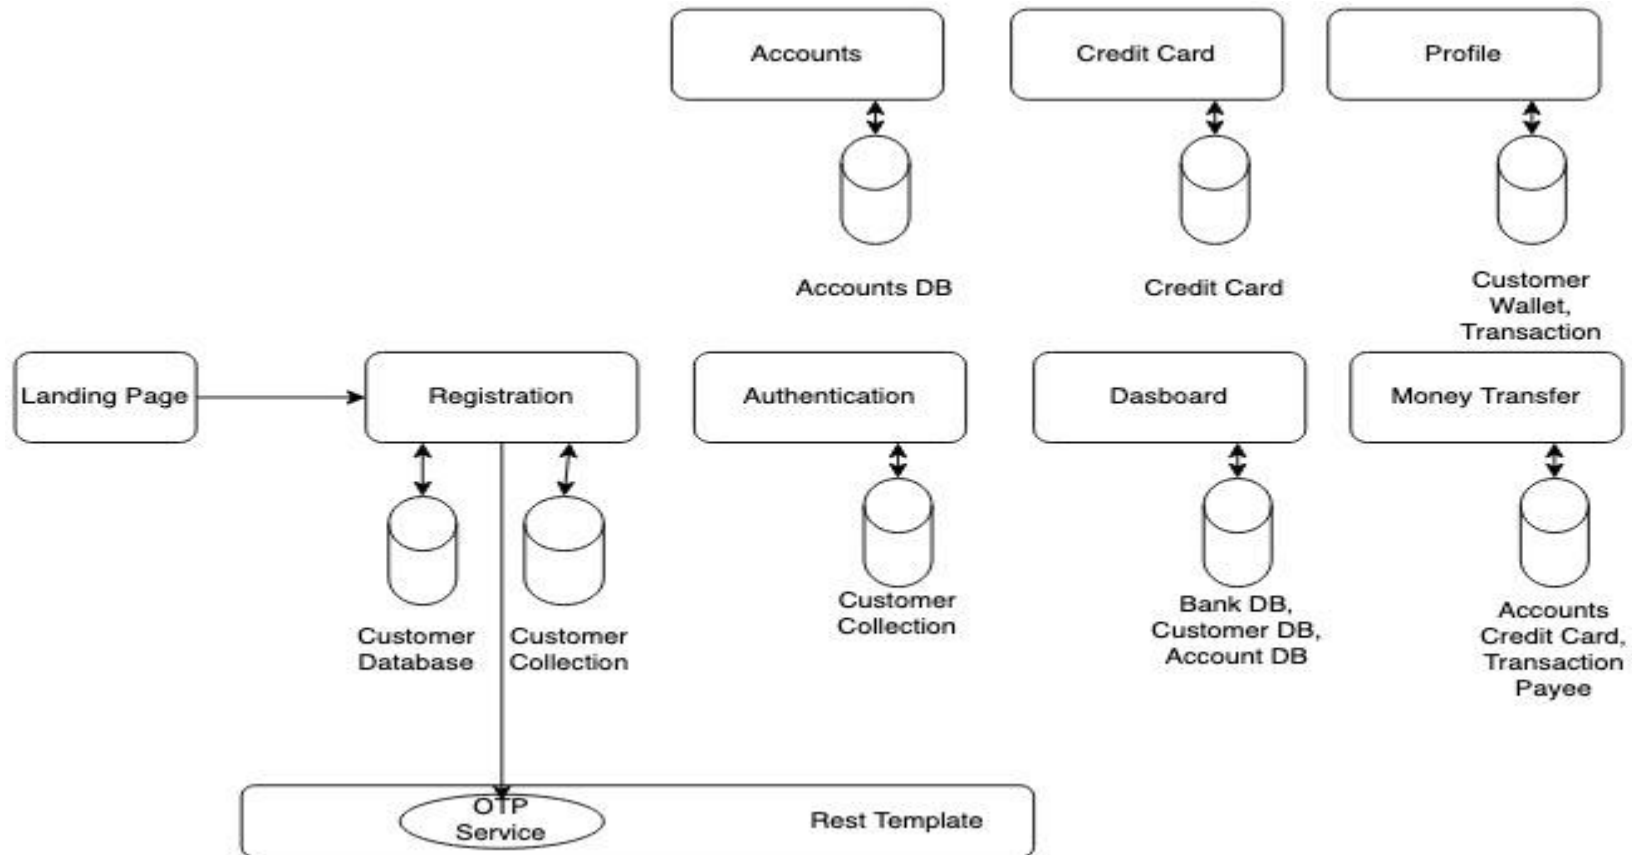 Accounts
Credit Card
Profile
Accounts DB
Credit Card
Customer
Wallet,
Transaction
Landing Page
Registration
Authentication
Dasboard
Money Transfer
Customer
Database
Customer
Collection
Customer
Collection
Bank DB,
Customer DB,
Account DB
Accounts
Credit Card,
Transaction
Payee
OTP
Service
Rest Template